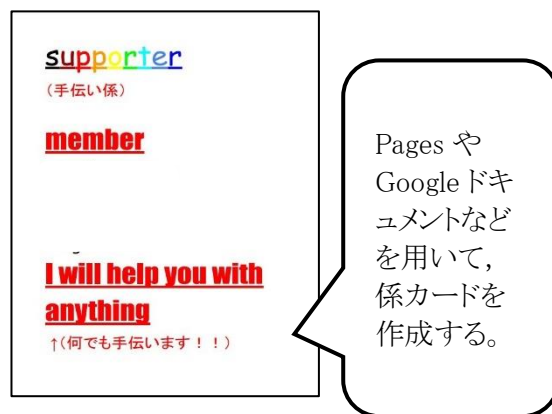 supporter
（手伝い係）
member
I will help you with
anything
↑（何でも手伝います！！）
Pages や
Google ドキ
ュメントなど
を用いて，
係カードを
作成する。